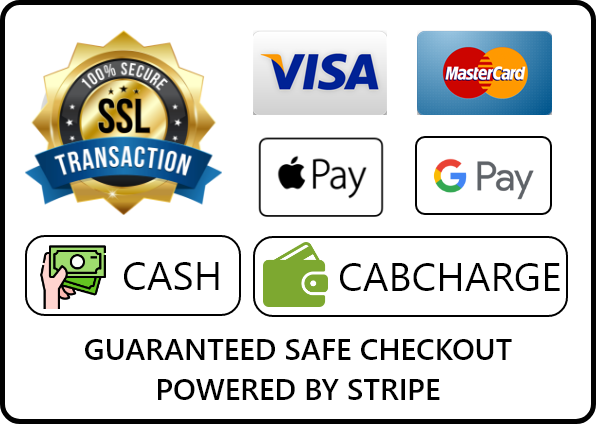 100% SECURE
SSL
TRANSACTION
VISA
MasterCard
Pay
G Pay
CASH
CABCHARGE
GUARANTEED SAFE CHECKOUT
POWERED BY STRIPE